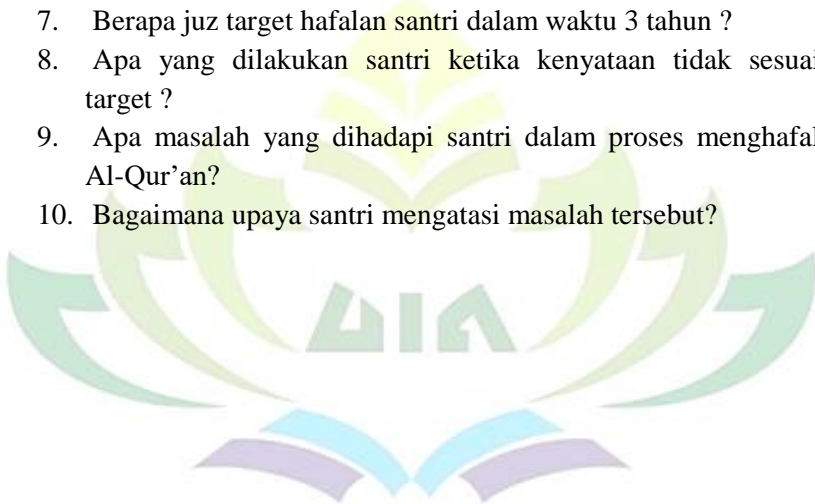 7. Berapa juz target hafalan santri dalam waktu 3 tahun ?
8. Apa yang dilakukan santri ketika kenyataan tidak sesuai
target ?
9. Apa masalah yang dihadapi santri dalam proses menghafal
Al-Qur’an?
10. Bagaimana upaya santri mengatasi masalah tersebut?